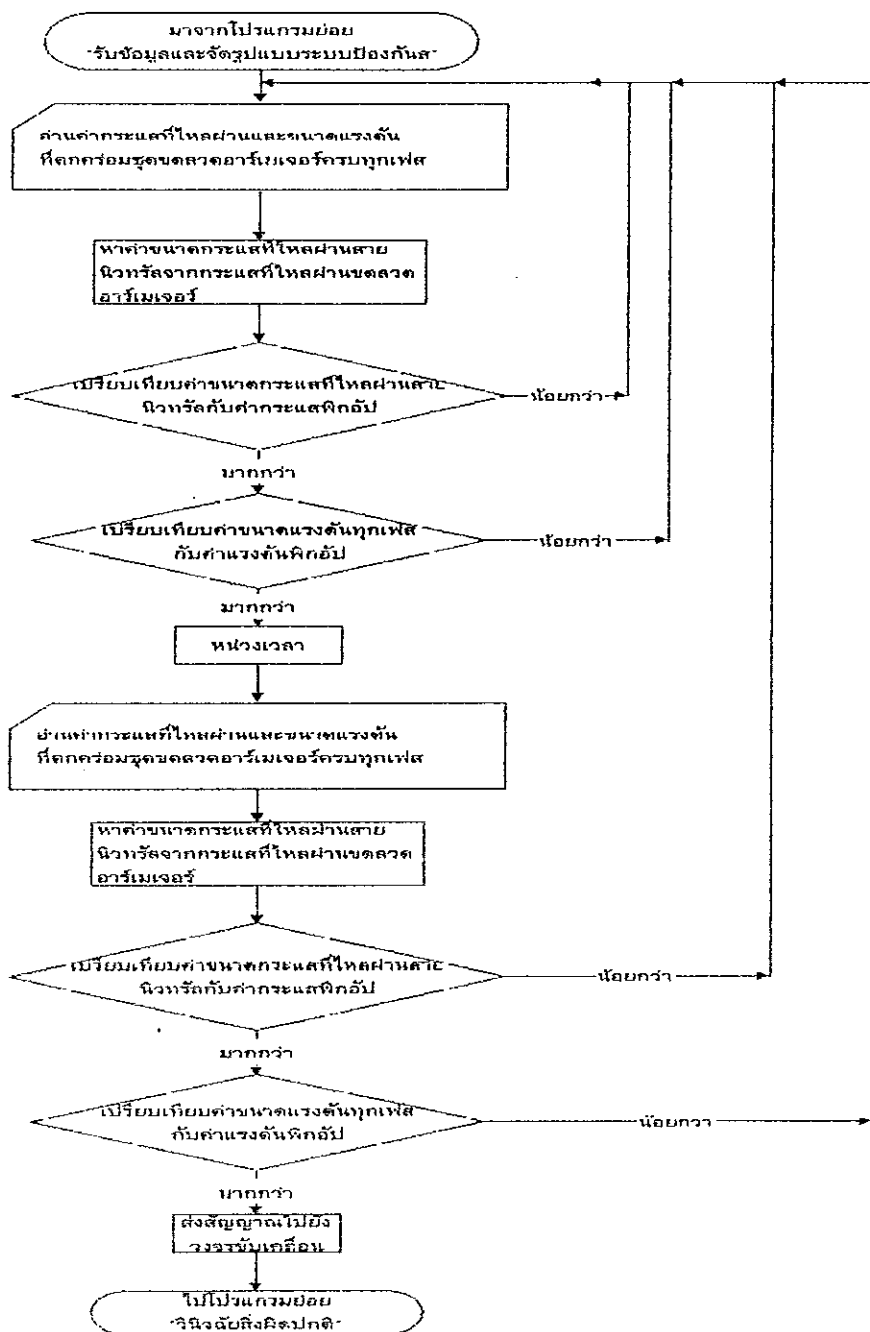 มาจากโปรแกรมย่อย
"รับข้อมูลและจัดรูปแบบระบบป้องกันส"
อ่านค่ากระแสที่ไหลผ่านและขนาดแรงดัน
ที่ตกคร่อมชุดขดลวดอาร์เมเจอร์ครบทุกเฟส
หาค่าขนาดกระแสที่ไหลผ่านสาย
นิวทรัลจากกระแสที่ไหลผ่านขดลวด
อาร์เมเจอร์
เปรียบเทียบค่าขนาดกระแสที่ไหลผ่านสาย
นิวทรัลกับค่ากระแสพิกอัป
น้อยกว่า
มากกว่า
เปรียบเทียบค่าขนาดแรงดันทุกเฟส
กับค่าแรงดันพิกอัป
น้อยกว่า
มากกว่า
หน่วงเวลา
อ่านค่ากระแสที่ไหลผ่านและขนาดแรงดัน
ที่ตกคร่อมชุดขดลวดอาร์เมเจอร์ครบทุกเฟส
หาค่าขนาดกระแสที่ไหลผ่านสาย
นิวทรัลจากกระแสที่ไหลผ่านขดลวด
อาร์เมเจอร์
เปรียบเทียบค่าขนาดกระแสที่ไหลผ่านสาย
นิวทรัลกับค่ากระแสพิกอัป
น้อยกว่า
มากกว่า
เปรียบเทียบค่าขนาดแรงดันทุกเฟส
กับค่าแรงดันพิกอัป
น้อยกว่า
มากกว่า
ส่งสัญญาณไปยัง
วงจรขับเคลื่อน
ไปโปรแกรมย่อย
"วินิจฉัยสิ่งผิดปกติ"